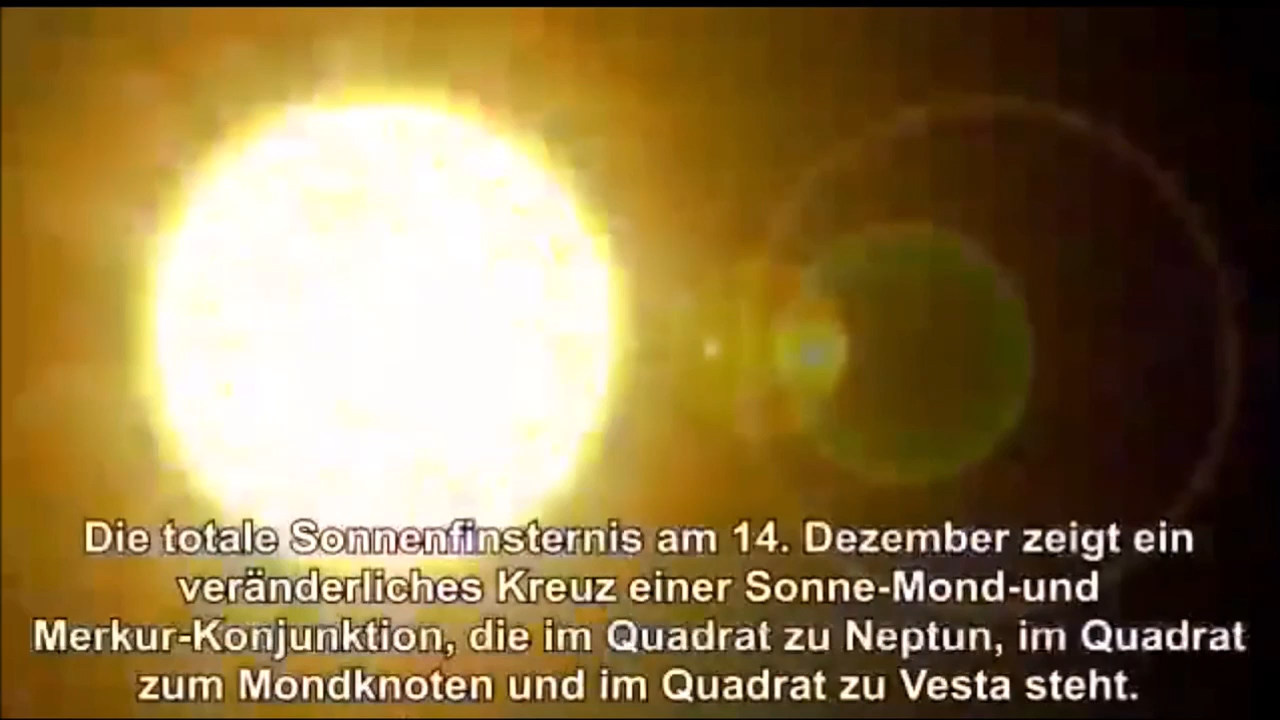 Die totale Sonnenfinsternis am 14. Dezember zeigt ein
veränderliches Kreuz einer Sonne-Mond-und
Merkur-Konjunktion, die im Quadrat zu Neptun, im Quadrat
zum Mondknoten und im Quadrat zu Vesta steht.